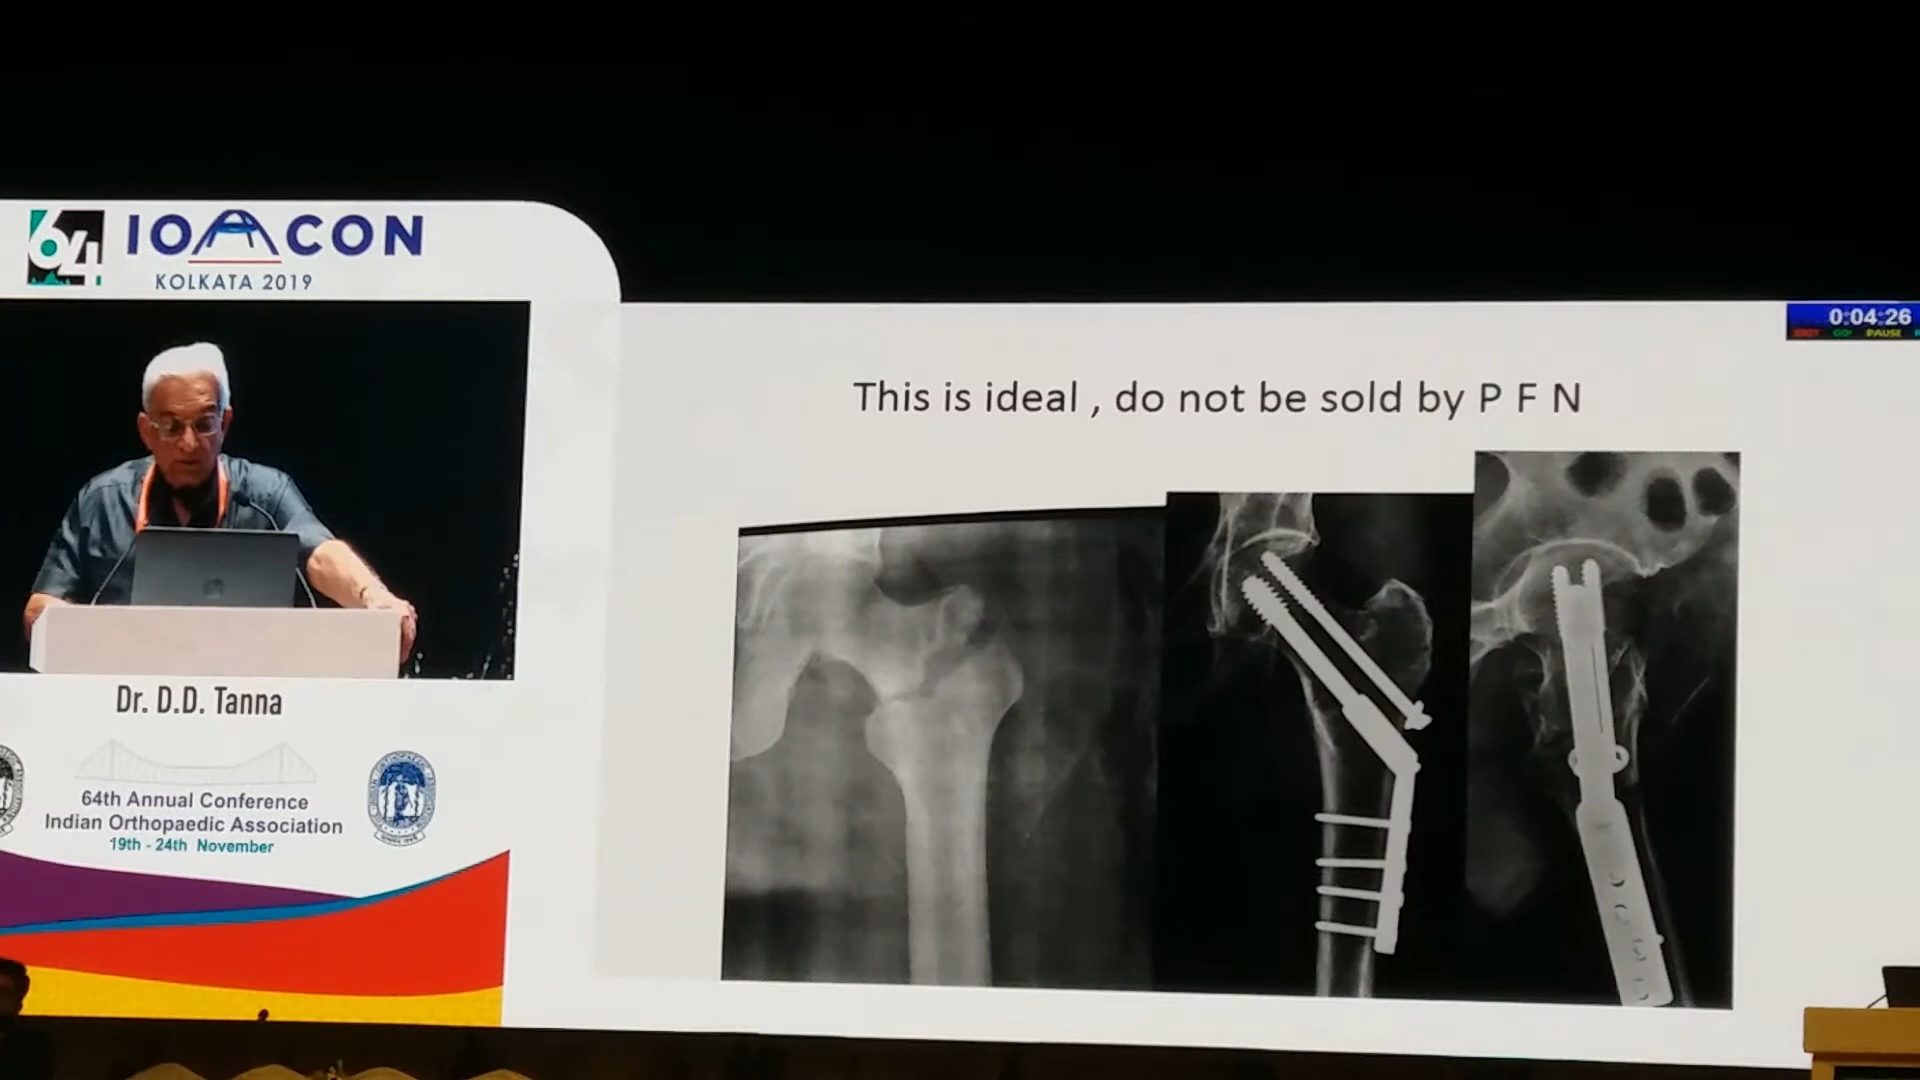 64 IOACON
KOLKATA 2019
0:04:26
PAUSE
This is ideal , do not be sold by P F N
Dr. D.D. Tanna
64th Annual Conference
Indian Orthopaedic Association
19th - 24th November